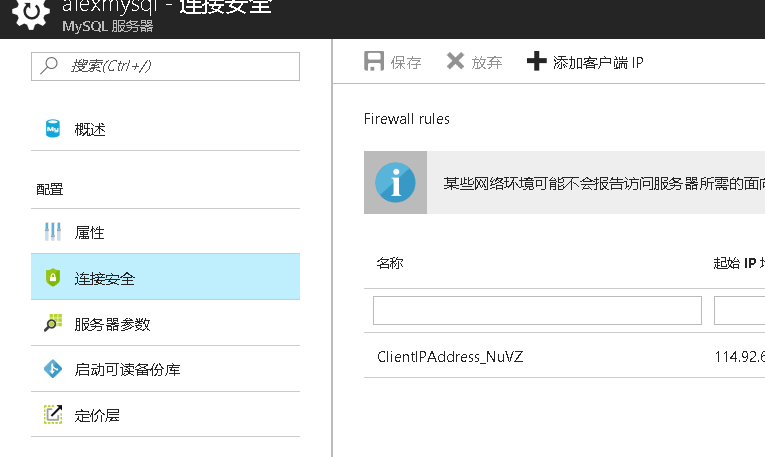 alexmysql - 连接安全
MySQL 服务器
搜索(Ctrl+/)
概述
配置
属性
连接安全
服务器参数
启动可读备份库
定价层
保存 放弃 添加客户端 IP
Firewall rules
某些网络环境可能不会报告访问服务器所需的面向
名称 起始 IP
ClientIPAddress_NuVZ 114.92.6